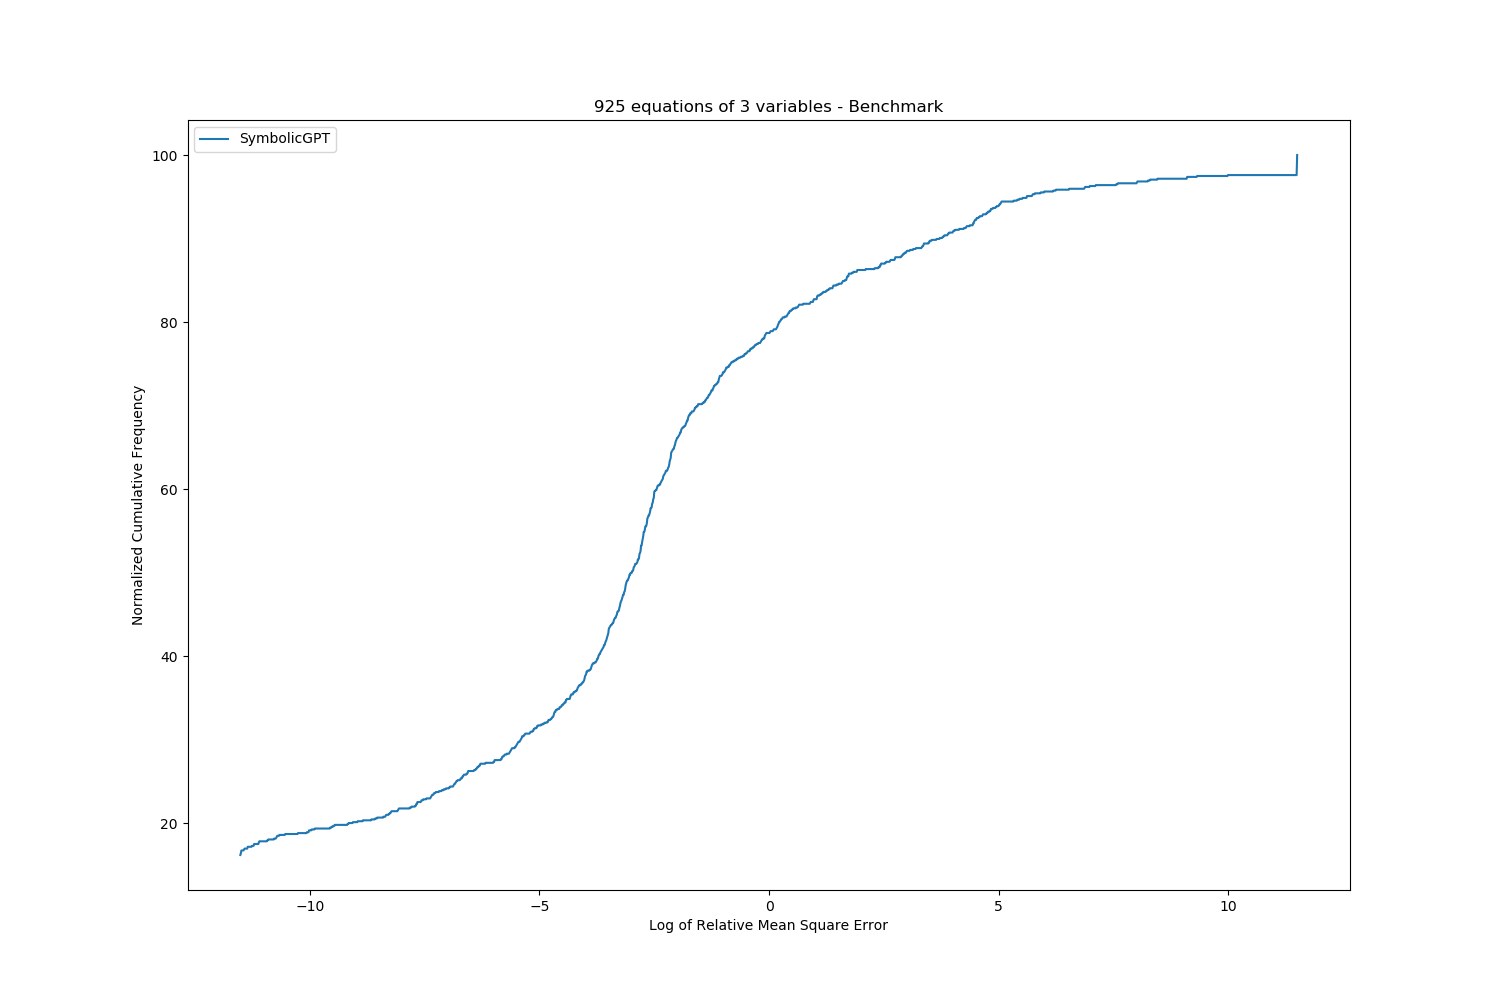 925 equations of 3 variables - Benchmark
SymbolicGPT
Normalized Cumulative Frequency
100
80
60
40
20
−10
−5
0
5
10
Log of Relative Mean Square Error